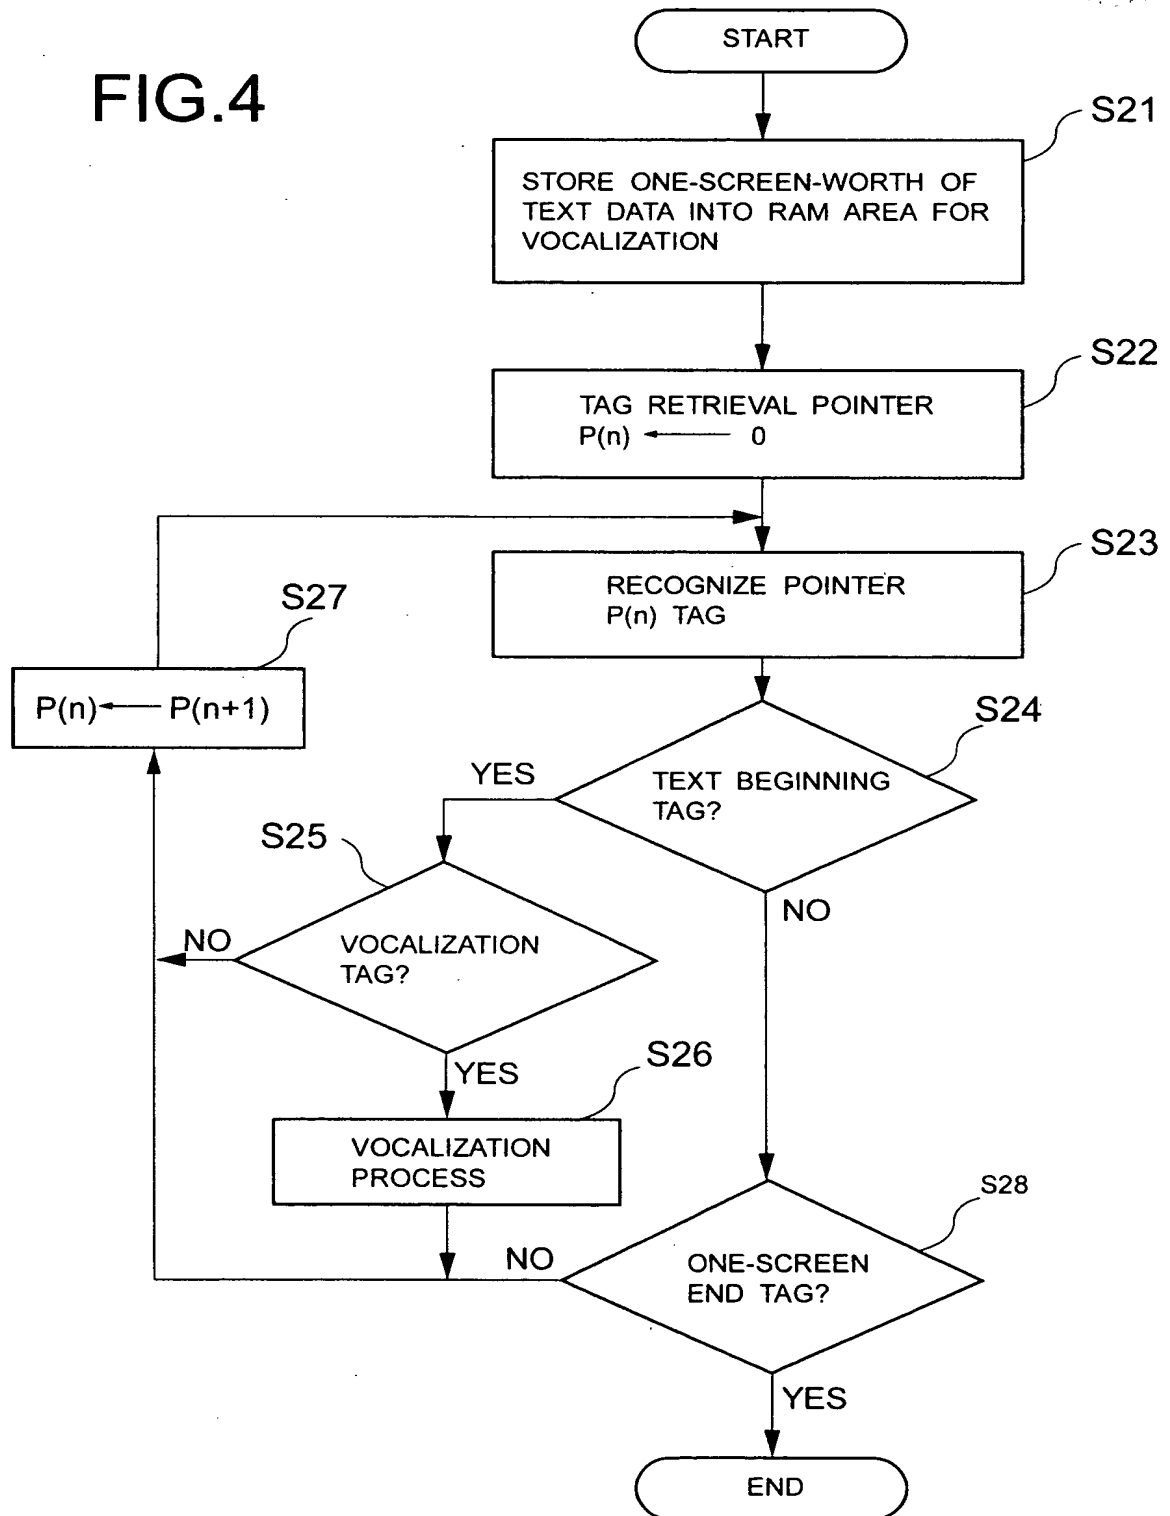 START
FIG.4
S21
STORE ONE-SCREEN-WORTH OF
TEXT DATA INTO RAM AREA FOR
VOCALIZATION
S22
TAG RETRIEVAL POINTER
P(n) ← 0
S23
RECOGNIZE POINTER
P(n) TAG
S27
P(n) ← P(n+1)
S24
TEXT BEGINNING
TAG?
YES
NO
S25
VOCALIZATION
TAG?
NO
YES
S26
VOCALIZATION
PROCESS
S28
ONE-SCREEN
END TAG?
NO
YES
END